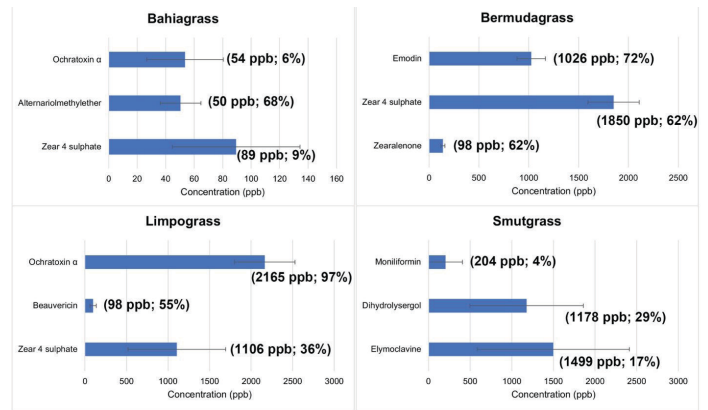 Bahiagrass
Ochratoxin α
(54 ppb; 6%)
Alternariolmethylether
(50 ppb; 68%)
Zear 4 sulphate
(89 ppb; 9%)
0 20 40 60 80 100 120 140 160
Concentration (ppb)
Bermudagrass
Emodin
(1026 ppb; 72%)
Zear 4 sulphate
(1850 ppb; 62%)
Zearalenone
(98 ppb; 62%)
0 500 1000 1500 2000 2500
Concentration (ppb)
Limpograss
Ochratoxin α
(2165 ppb; 97%)
Beauvericin
(98 ppb; 55%)
Zear 4 sulphate
(1106 ppb; 36%)
0 500 1000 1500 2000 2500 3000
Concentration (ppb)
Smutgrass
Moniliformin
(204 ppb; 4%)
Dihydrolysergol
(1178 ppb; 29%)
Elymoclavine
(1499 ppb; 17%)
0 500 1000 1500 2000 2500 3000
Concentration (ppb)